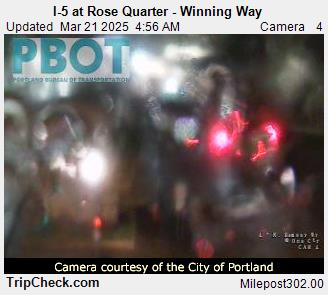 I-5 at Rose Quarter - Winning Way
Updated  Mar 21 2025  4:56 AM
Camera  4
PBOT
PORTLAND BUREAU OF TRANSPORTATION
Camera courtesy of the City of Portland
TripCheck.com
Milepost302.00